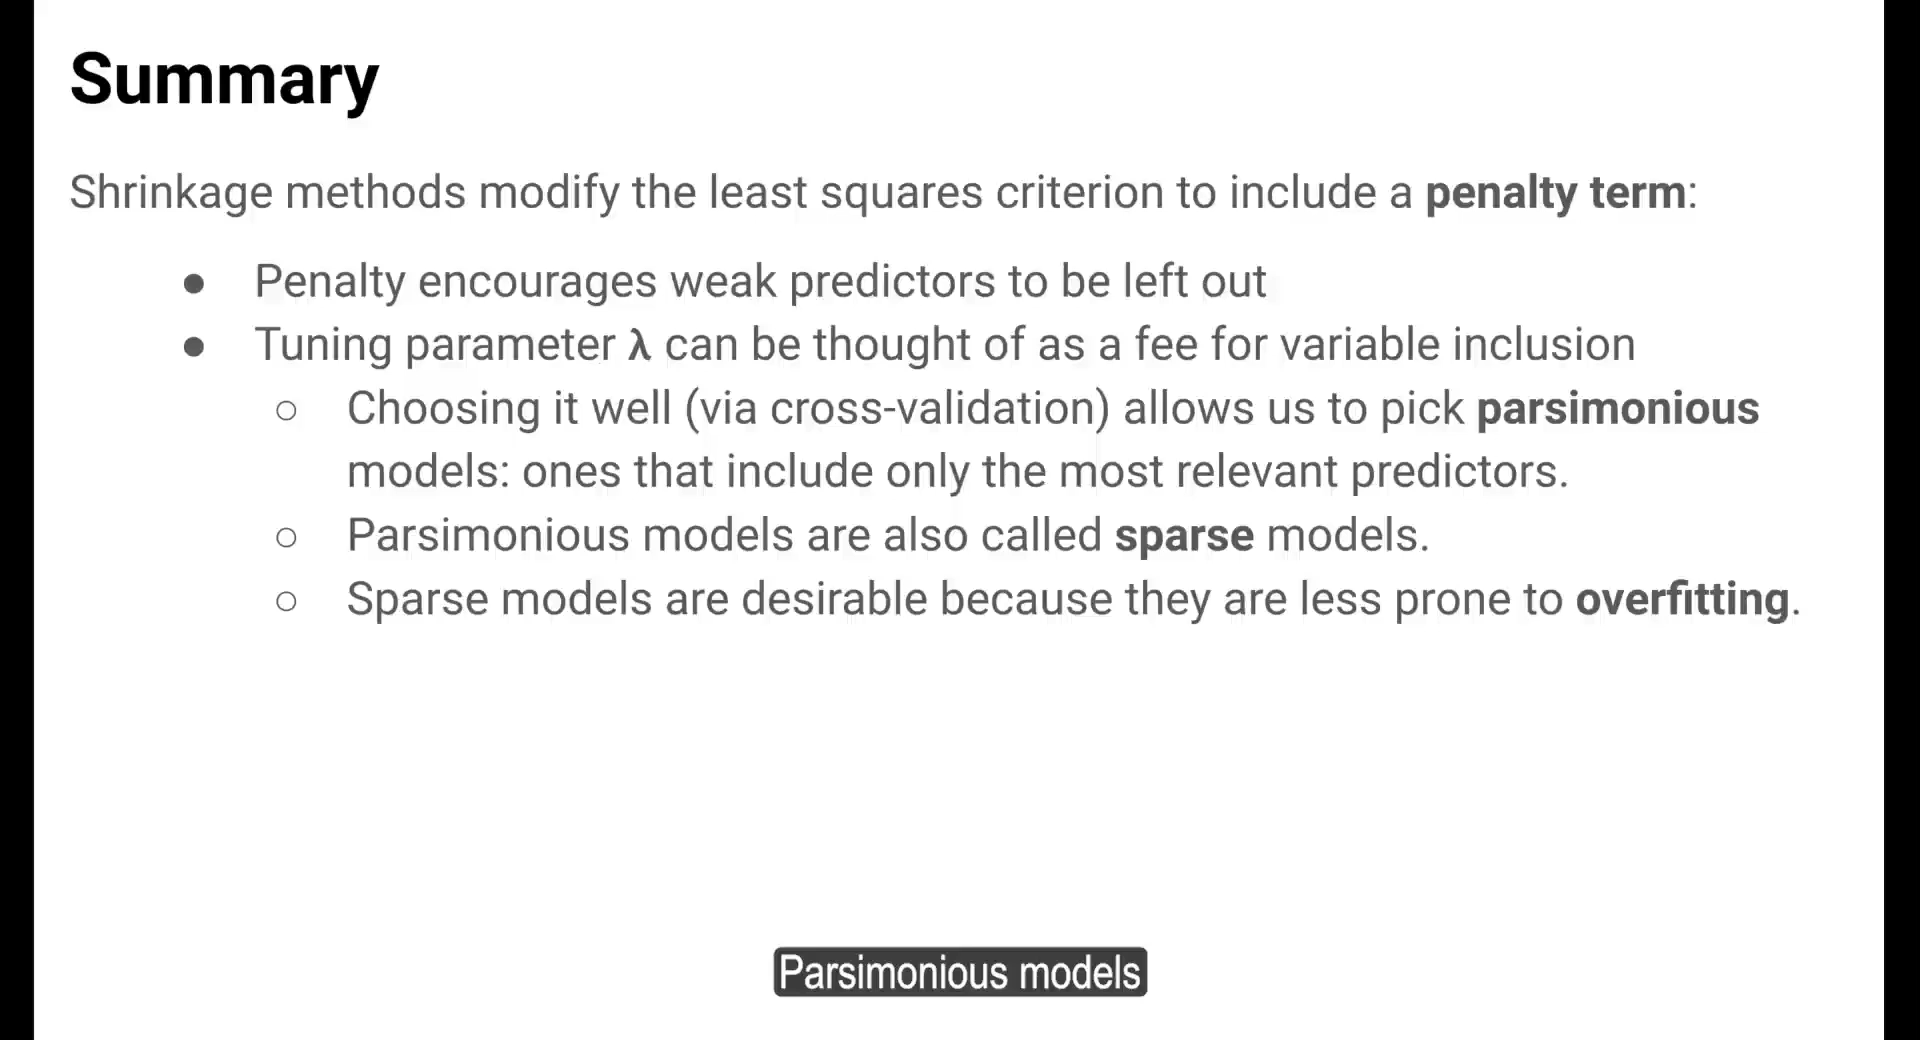 Summary
Shrinkage methods modify the least squares criterion to include a penalty term:
● Penalty encourages weak predictors to be left out
● Tuning parameter λ can be thought of as a fee for variable inclusion
○ Choosing it well (via cross-validation) allows us to pick parsimonious
models: ones that include only the most relevant predictors.
○ Parsimonious models are also called sparse models.
○ Sparse models are desirable because they are less prone to overfitting.
Parsimonious models